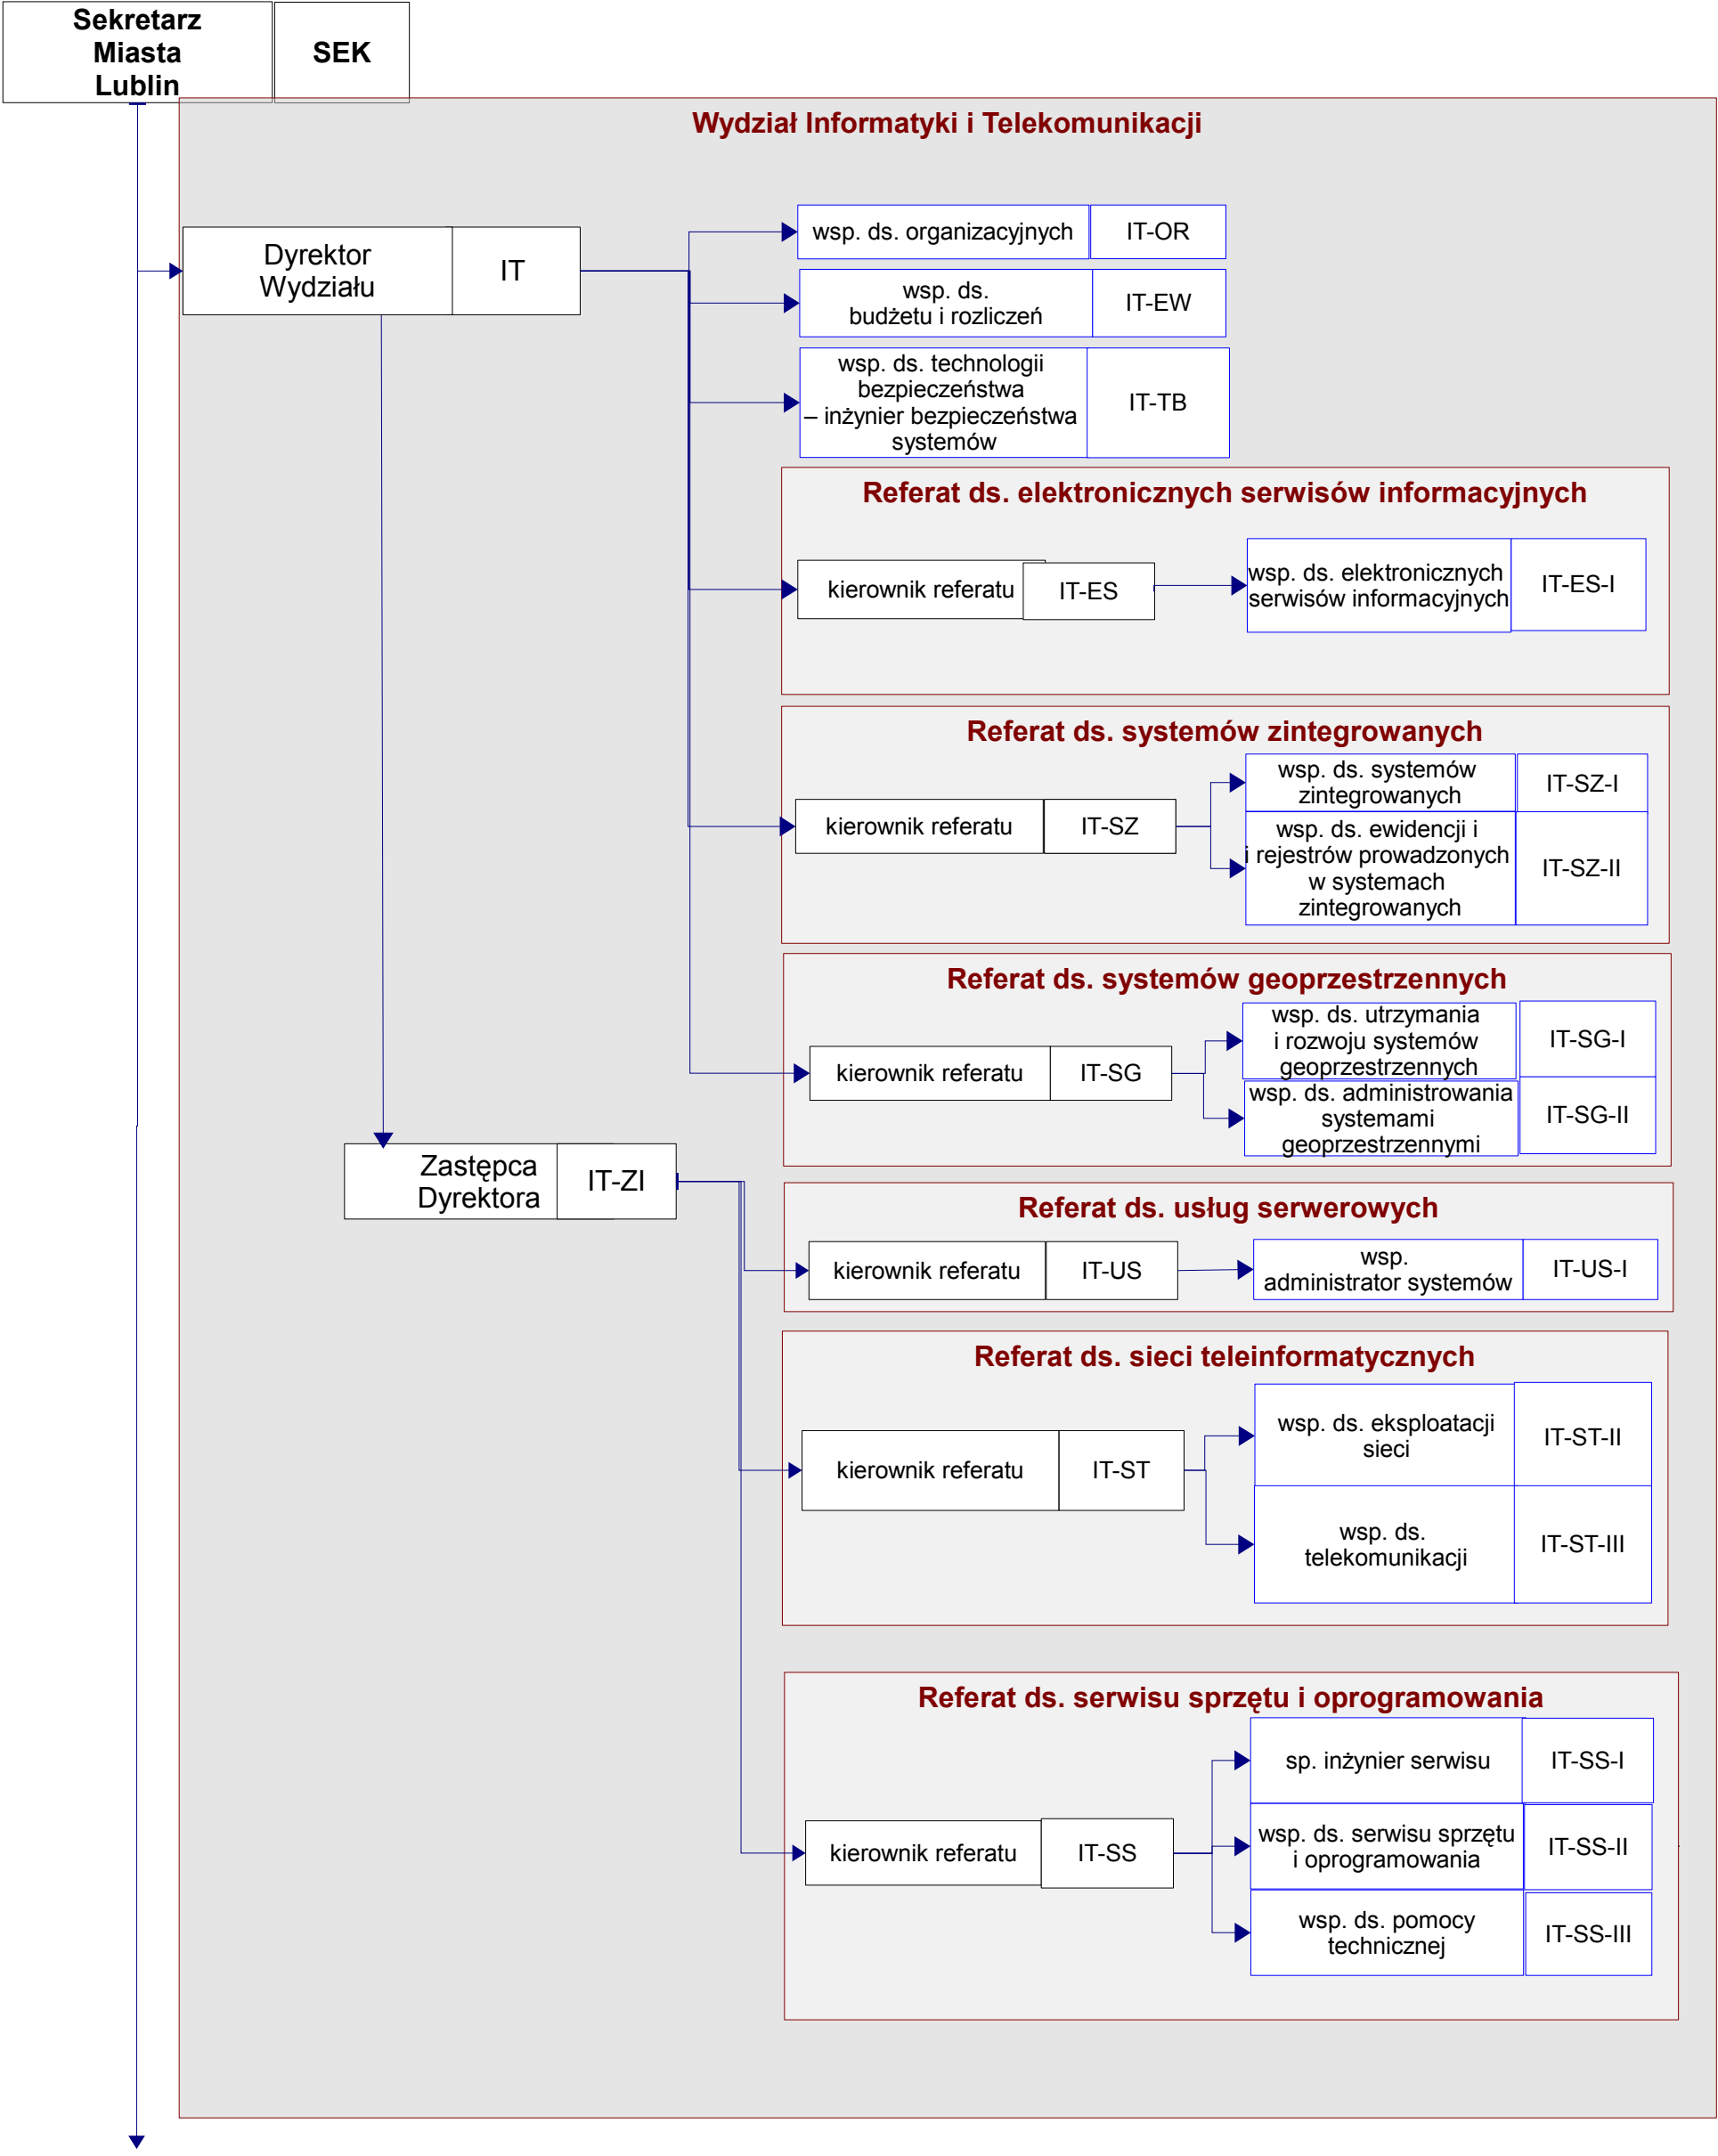 Sekretarz
Miasta
Lublin
SEK
Wydział Informatyki i Telekomunikacji
Dyrektor
Wydziału
IT
wsp. ds. organizacyjnych
IT-OR
wsp. ds.
budżetu i rozliczeń
IT-EW
wsp. ds. technologii
bezpieczeństwa
– inżynier bezpieczeństwa
systemów
IT-TB
Referat ds. elektronicznych serwisów informacyjnych
kierownik referatu
IT-ES
wsp. ds. elektronicznych
serwisów informacyjnych
IT-ES-I
Referat ds. systemów zintegrowanych
kierownik referatu
IT-SZ
wsp. ds. systemów
zintegrowanych
IT-SZ-I
wsp. ds. ewidencji i
i rejestrów prowadzonych
w systemach
zintegrowanych
IT-SZ-II
Referat ds. systemów geoprzestrzennych
kierownik referatu
IT-SG
wsp. ds. utrzymania
i rozwoju systemów
geoprzestrzennych
IT-SG-I
wsp. ds. administrowania
systemami
geoprzestrzennymi
IT-SG-II
Zastępca
Dyrektora
IT-ZI
Referat ds. usług serwerowych
kierownik referatu
IT-US
wsp.
administrator systemów
IT-US-I
Referat ds. sieci teleinformatycznych
kierownik referatu
IT-ST
wsp. ds. eksploatacji
sieci
IT-ST-II
wsp. ds.
telekomunikacji
IT-ST-III
Referat ds. serwisu sprzętu i oprogramowania
kierownik referatu
IT-SS
sp. inżynier serwisu
IT-SS-I
wsp. ds. serwisu sprzętu
i oprogramowania
IT-SS-II
wsp. ds. pomocy
technicznej
IT-SS-III